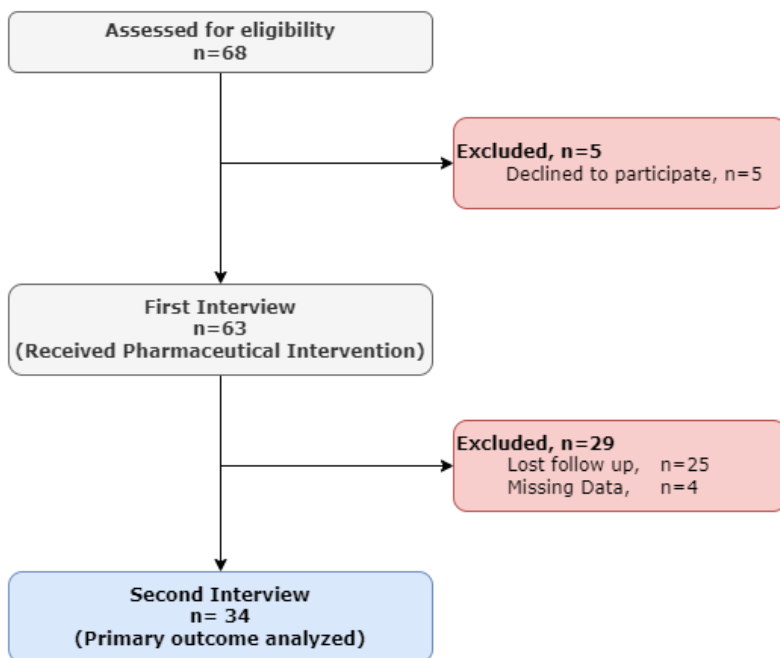 Assessed for eligibility
n=68
Excluded, n=5
Declined to participate, n=5
First Interview
n=63
(Received Pharmaceutical Intervention)
Excluded, n=29
Lost follow up, n=25
Missing Data, n=4
Second Interview
n= 34
(Primary outcome analyzed)